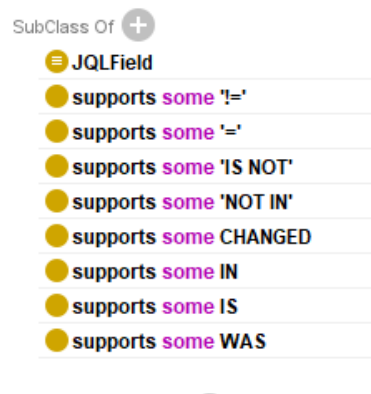 SubClass Of
JQLField
supports some '!='
supports some '='
supports some 'IS NOT'
supports some 'NOT IN'
supports some CHANGED
supports some IN
supports some IS
supports some WAS